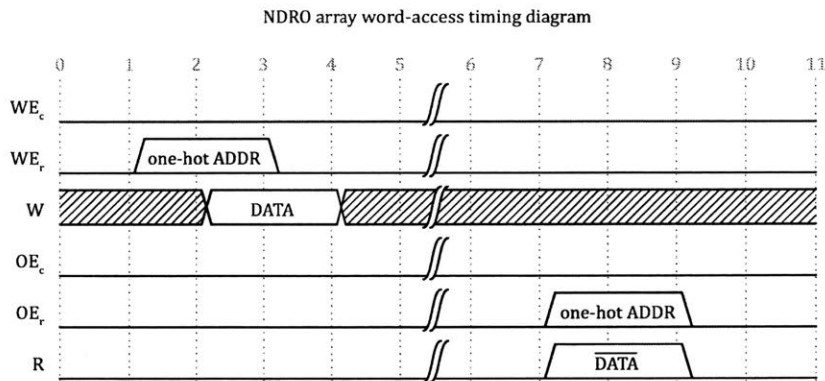 NDRO array word-access timing diagram
0 1 2 3 4 5 6 7 8 9 10 11
WE_c
WE_r one-hot ADDR
W DATA
OE_c
OE_r one-hot ADDR
R D̅A̅T̅A̅